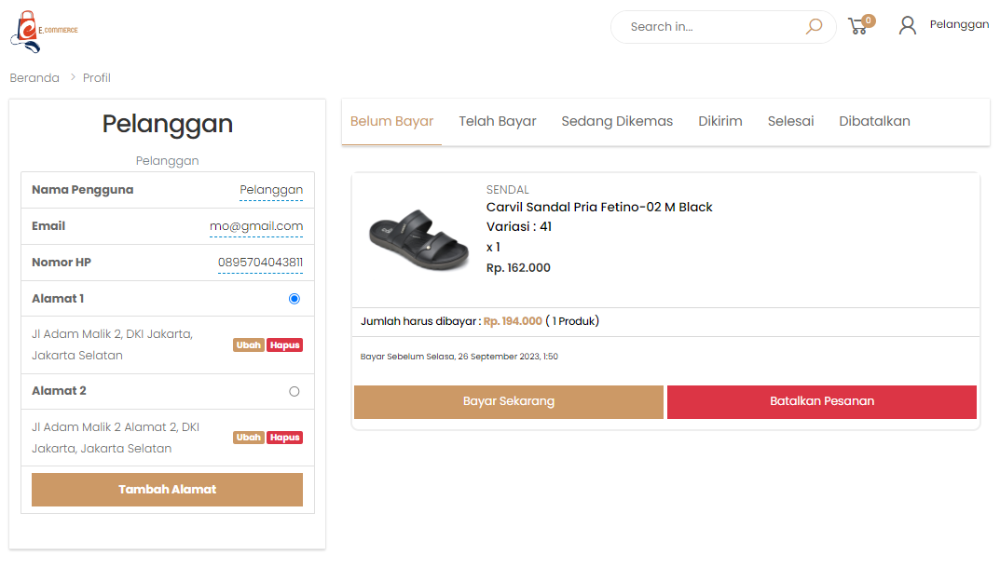 E.COMMERCE
Search in...
0
Pelanggan
Beranda > Profil
Pelanggan
Pelanggan
Nama Pengguna Pelanggan
Email mo@gmail.com
Nomor HP 0895704043811
Alamat 1
Jl Adam Malik 2, DKI Jakarta,
Jakarta Selatan
Ubah Hapus
Alamat 2
Jl Adam Malik 2 Alamat 2, DKI
Jakarta, Jakarta Selatan
Ubah Hapus
Tambah Alamat
Belum Bayar Telah Bayar Sedang Dikemas Dikirim Selesai Dibatalkan
SENDAL
Carvil Sandal Pria Fetino-02 M Black
Variasi : 41
x 1
Rp. 162.000
Jumlah harus dibayar : Rp. 194.000 ( 1 Produk)
Bayar Sebelum Selasa, 26 September 2023, 1:50
Bayar Sekarang Batalkan Pesanan